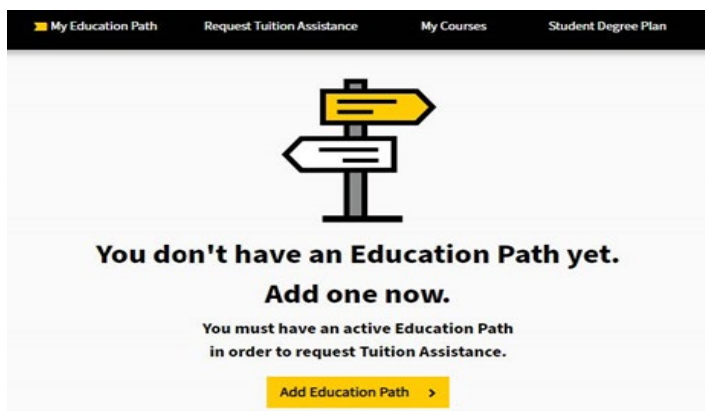 My Education Path Request Tuition Assistance My Courses Student Degree Plan
You don't have an Education Path yet.
Add one now.
You must have an active Education Path
in order to request Tuition Assistance.
Add Education Path >